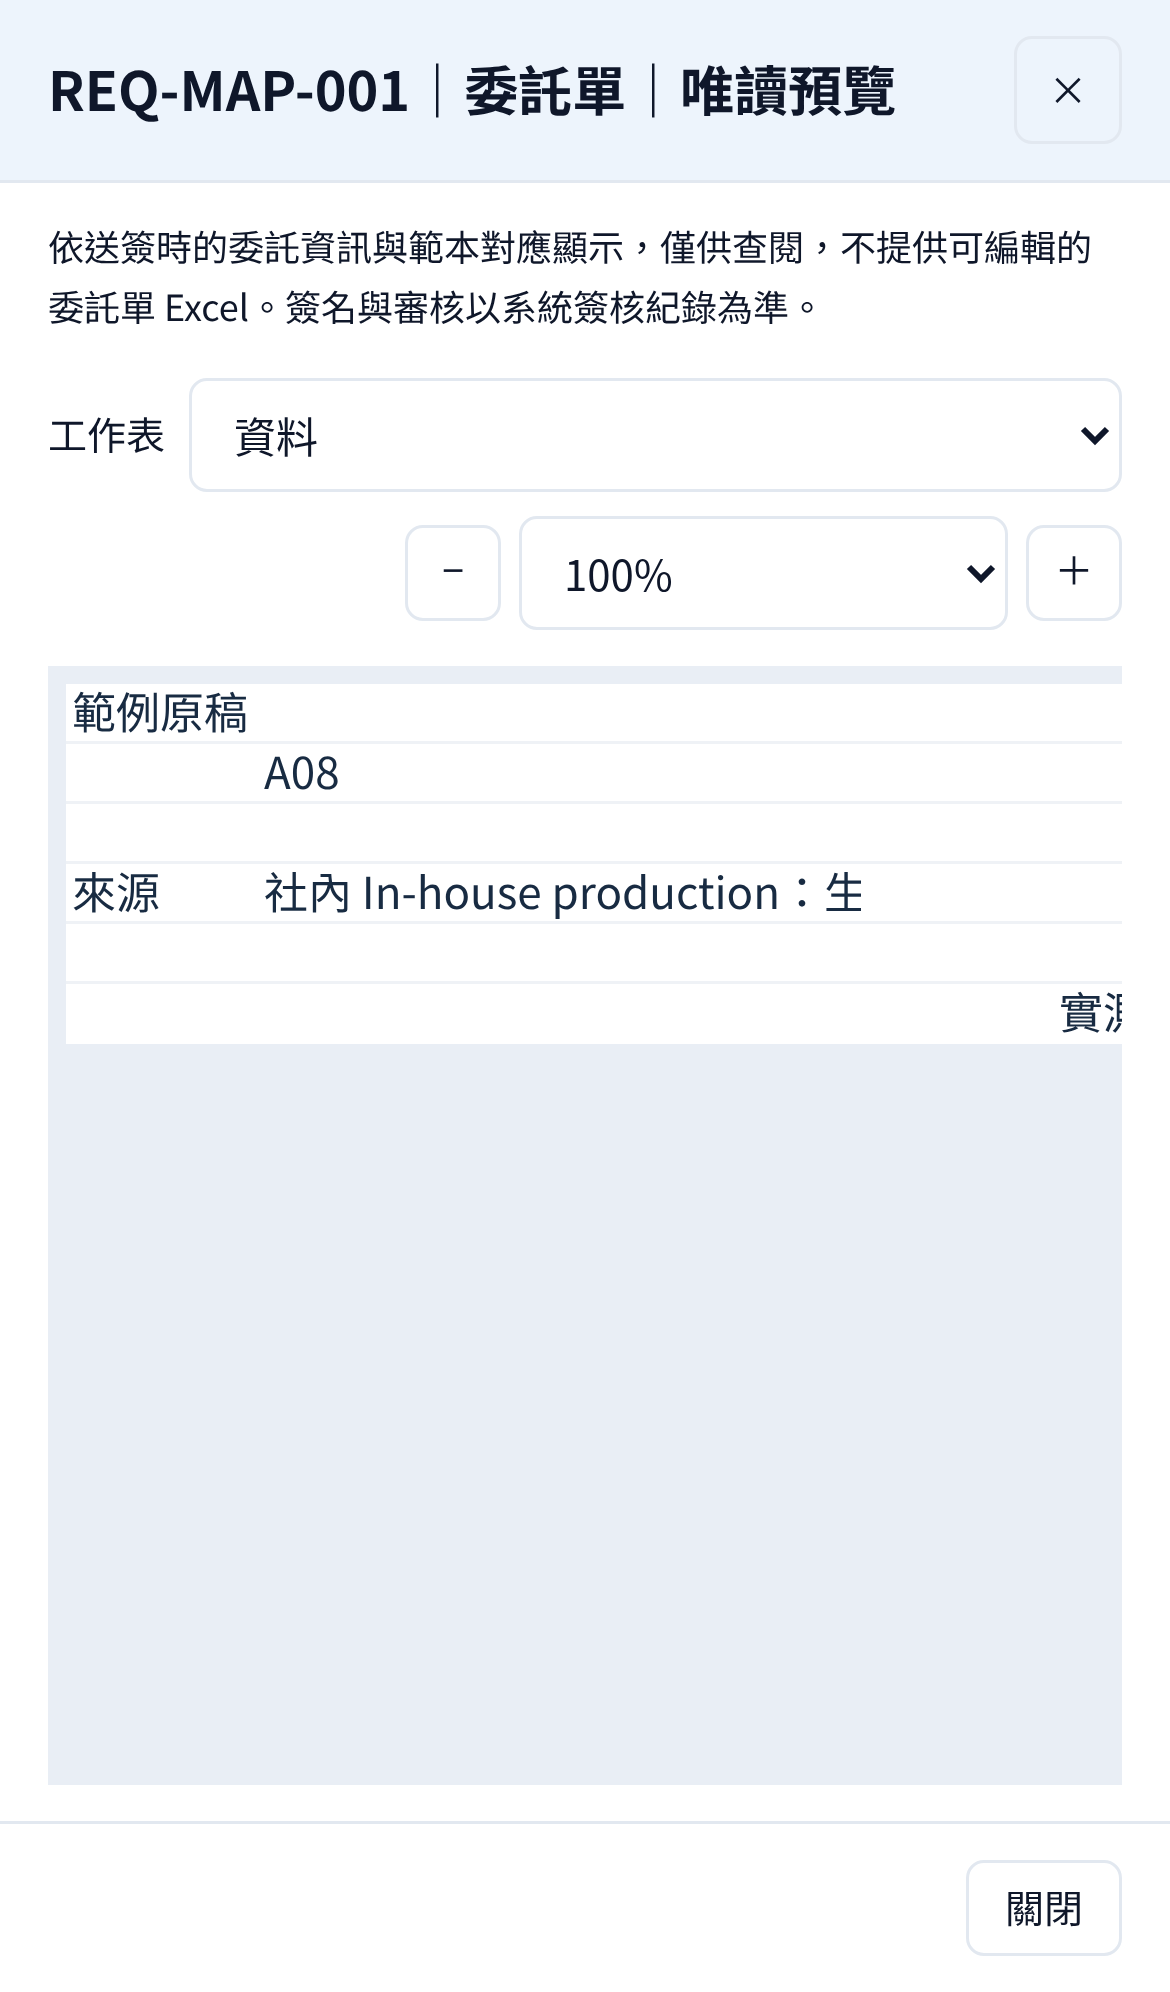 REQ-MAP-001｜委託單｜唯讀預覽
×
依送簽時的委託資訊與範本對應顯示，僅供查閱，不提供可編輯的
委託單 Excel。簽名與審核以系統簽核紀錄為準。
工作表 資料
− 100% ＋
範例原稿
A08
來源 社內 In-house production：生
實
關閉